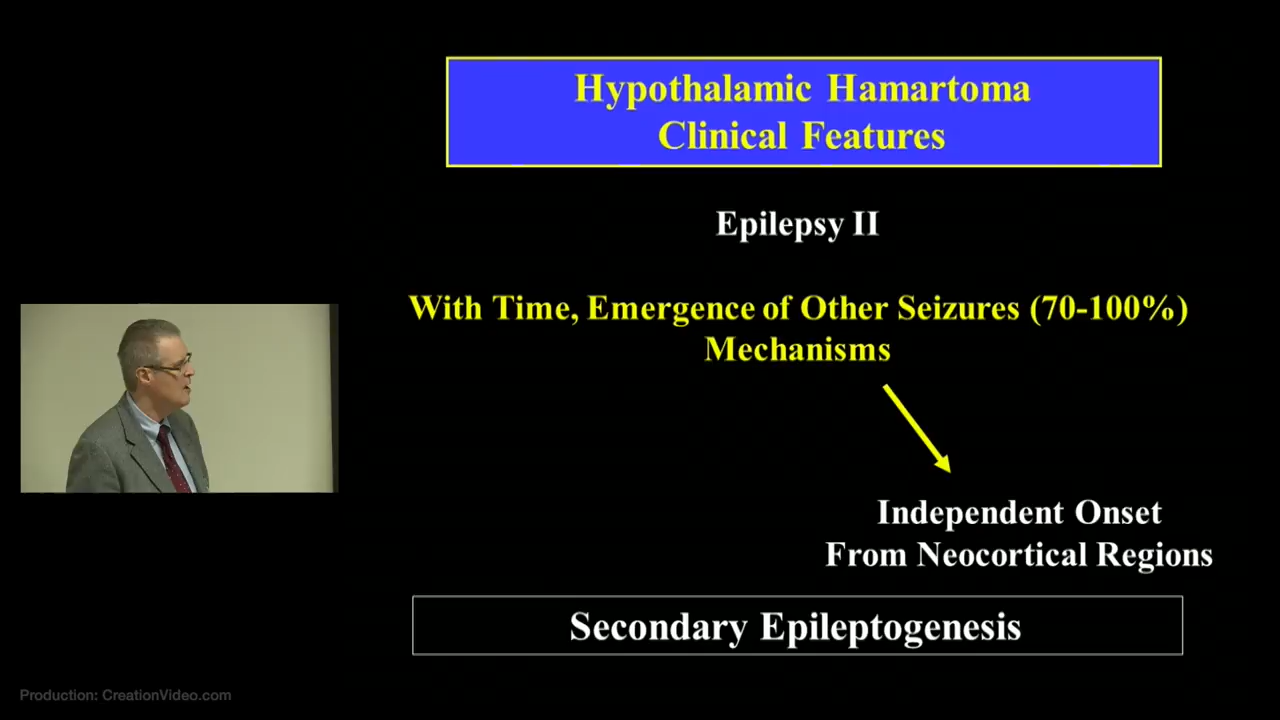 Hypothalamic Hamartoma
Clinical Features
Epilepsy II
With Time, Emergence of Other Seizures (70-100%)
Mechanisms
Independent Onset
From Neocortical Regions
Secondary Epileptogenesis
Production: CreationVideo.com